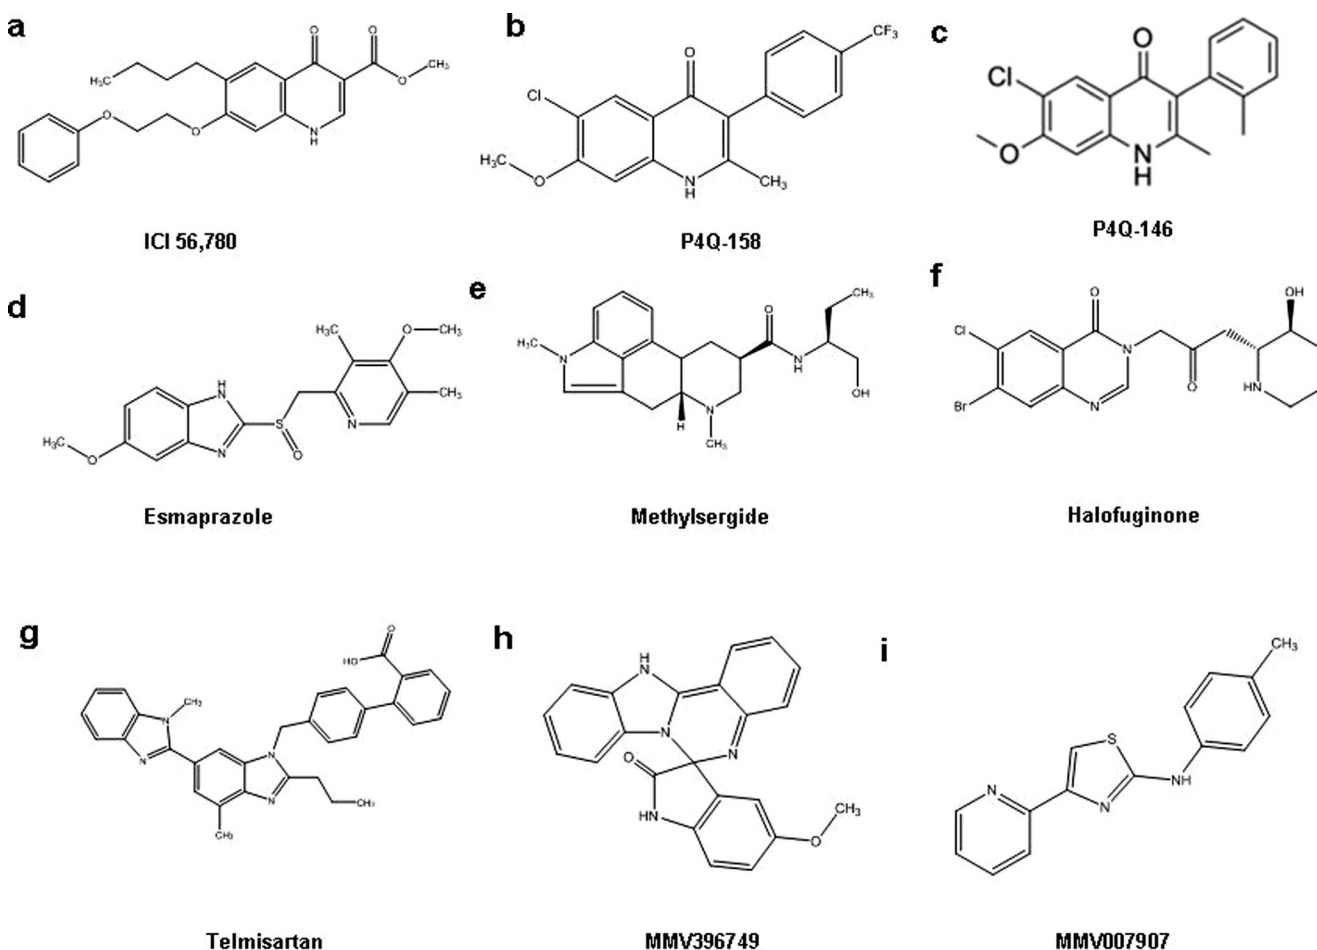 a
b
c
O O
H₃C
O CH₃
O O N
H
ICI 56,780
CF₃
O
Cl
H₃C
O N CH₃
H
P4Q-158
O
Cl
O N
H
P4Q-146
d
e
f
H₃C O CH₃
H
N CH₃
S N
H₃C O N O
Esmaprazole
CH₃
O
H₃C N N
H OH
N
H CH₃
Methylsergide
O OH
Cl N
O HN
Br N
Halofuginone
g
h
i
O
HO
CH₃
N N
N N
CH₃
CH₃
Telmisartan
H
N
N N
O
HN CH₃
O
MMV396749
CH₃
S
N N NH
MMV007907